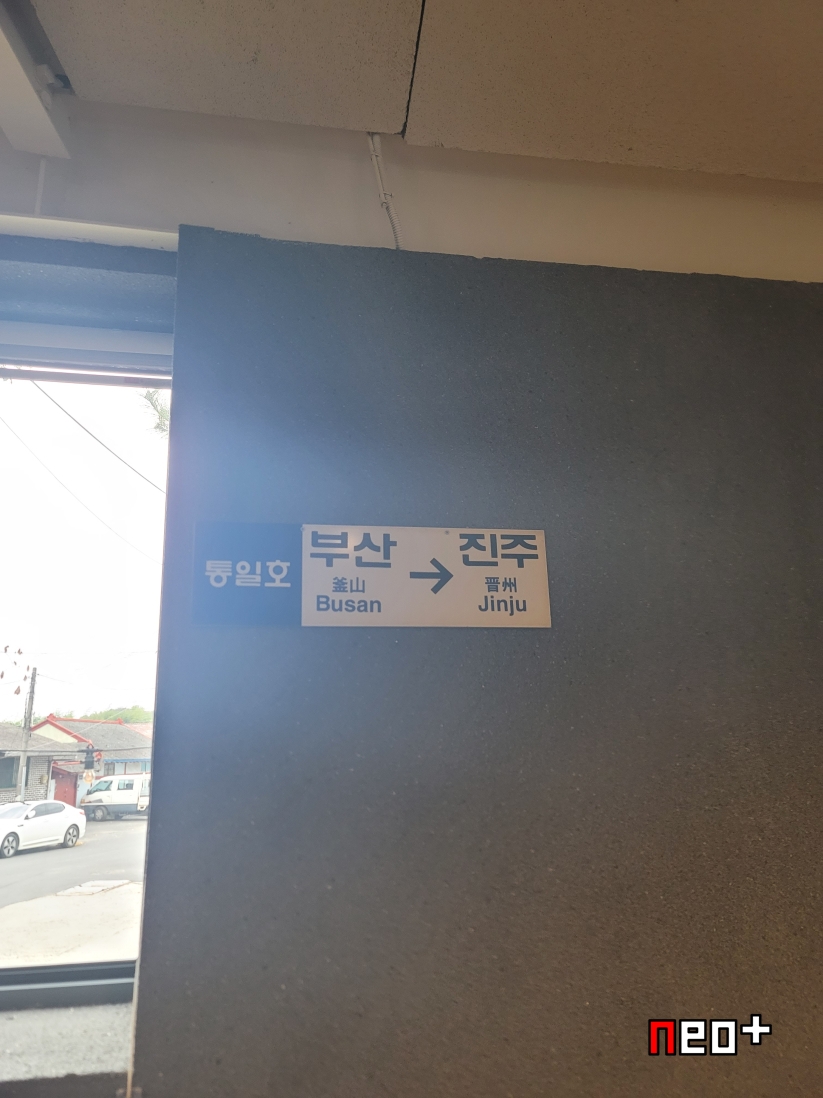 통일호
부산 → 진주
釜山 晋州
Busan Jinju
neo+